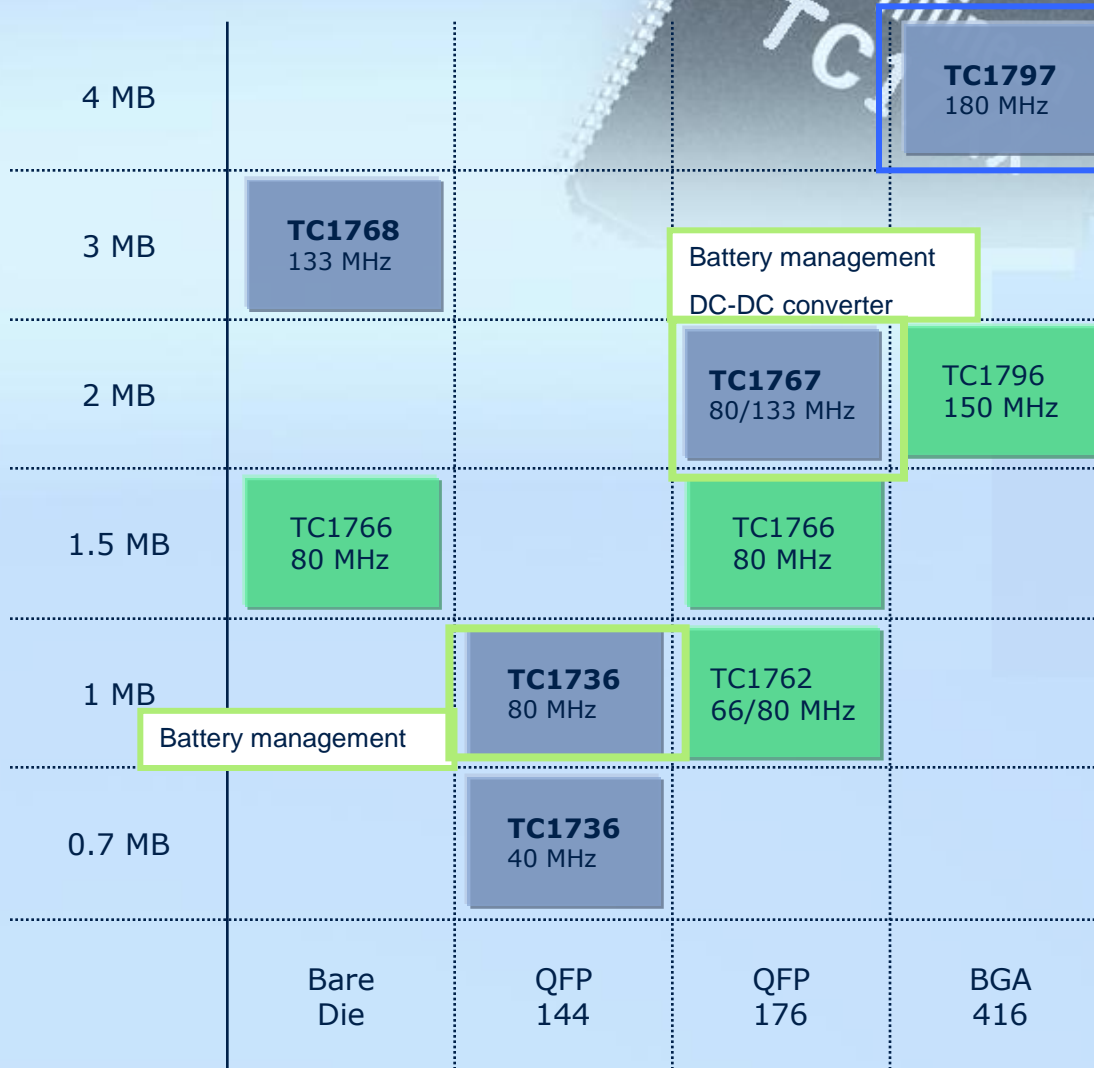 TC1
4 MB
TC1797
180 MHz
3 MB
TC1768
133 MHz
Battery management
DC-DC converter
2 MB
TC1767
80/133 MHz
TC1796
150 MHz
1.5 MB
TC1766
80 MHz
TC1766
80 MHz
1 MB
TC1736
80 MHz
TC1762
66/80 MHz
Battery management
0.7 MB
TC1736
40 MHz
Bare
Die
QFP
144
QFP
176
BGA
416